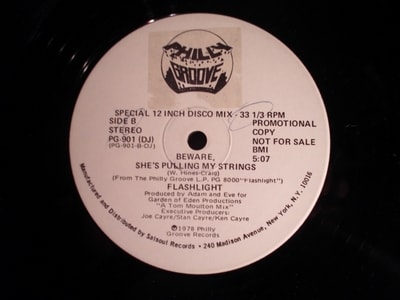 PHILLY
GROOVE
SPECIAL 12 INCH DISCO MIX - 33 1/3 RPM
SIDE B
STEREO
PG-901 (DJ)
(PG-901-B-DJ)
PROMOTIONAL
COPY
NOT FOR SALE
BMI
5:07
BEWARE,
SHE'S PULLING MY STRINGS
(W. Hines-Craig)
(From The Philly Groove L.P. PG 8000 "Flashlight")
FLASHLIGHT
Produced by Adam and Eve for
Garden of Eden Productions
"A Tom Moulton Mix"
Executive Producers:
Joe Cayre/Stan Cayre/Ken Cayre
©1978 Philly
Groove Records
Manufactured and Distributed by Salsoul Records • 240 Madison Avenue, New York, N.Y. 10016